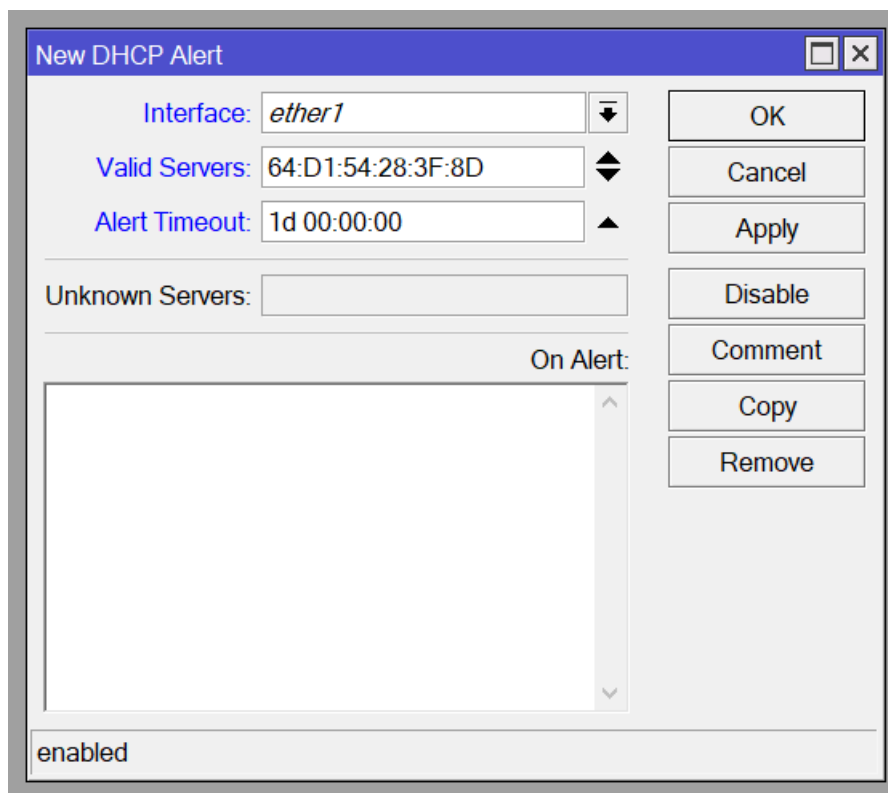 New DHCP Alert
Interface: ether1
OK
Valid Servers: 64:D1:54:28:3F:8D
Cancel
Alert Timeout: 1d 00:00:00
Apply
Unknown Servers:
Disable
On Alert:
Comment
Copy
Remove
enabled